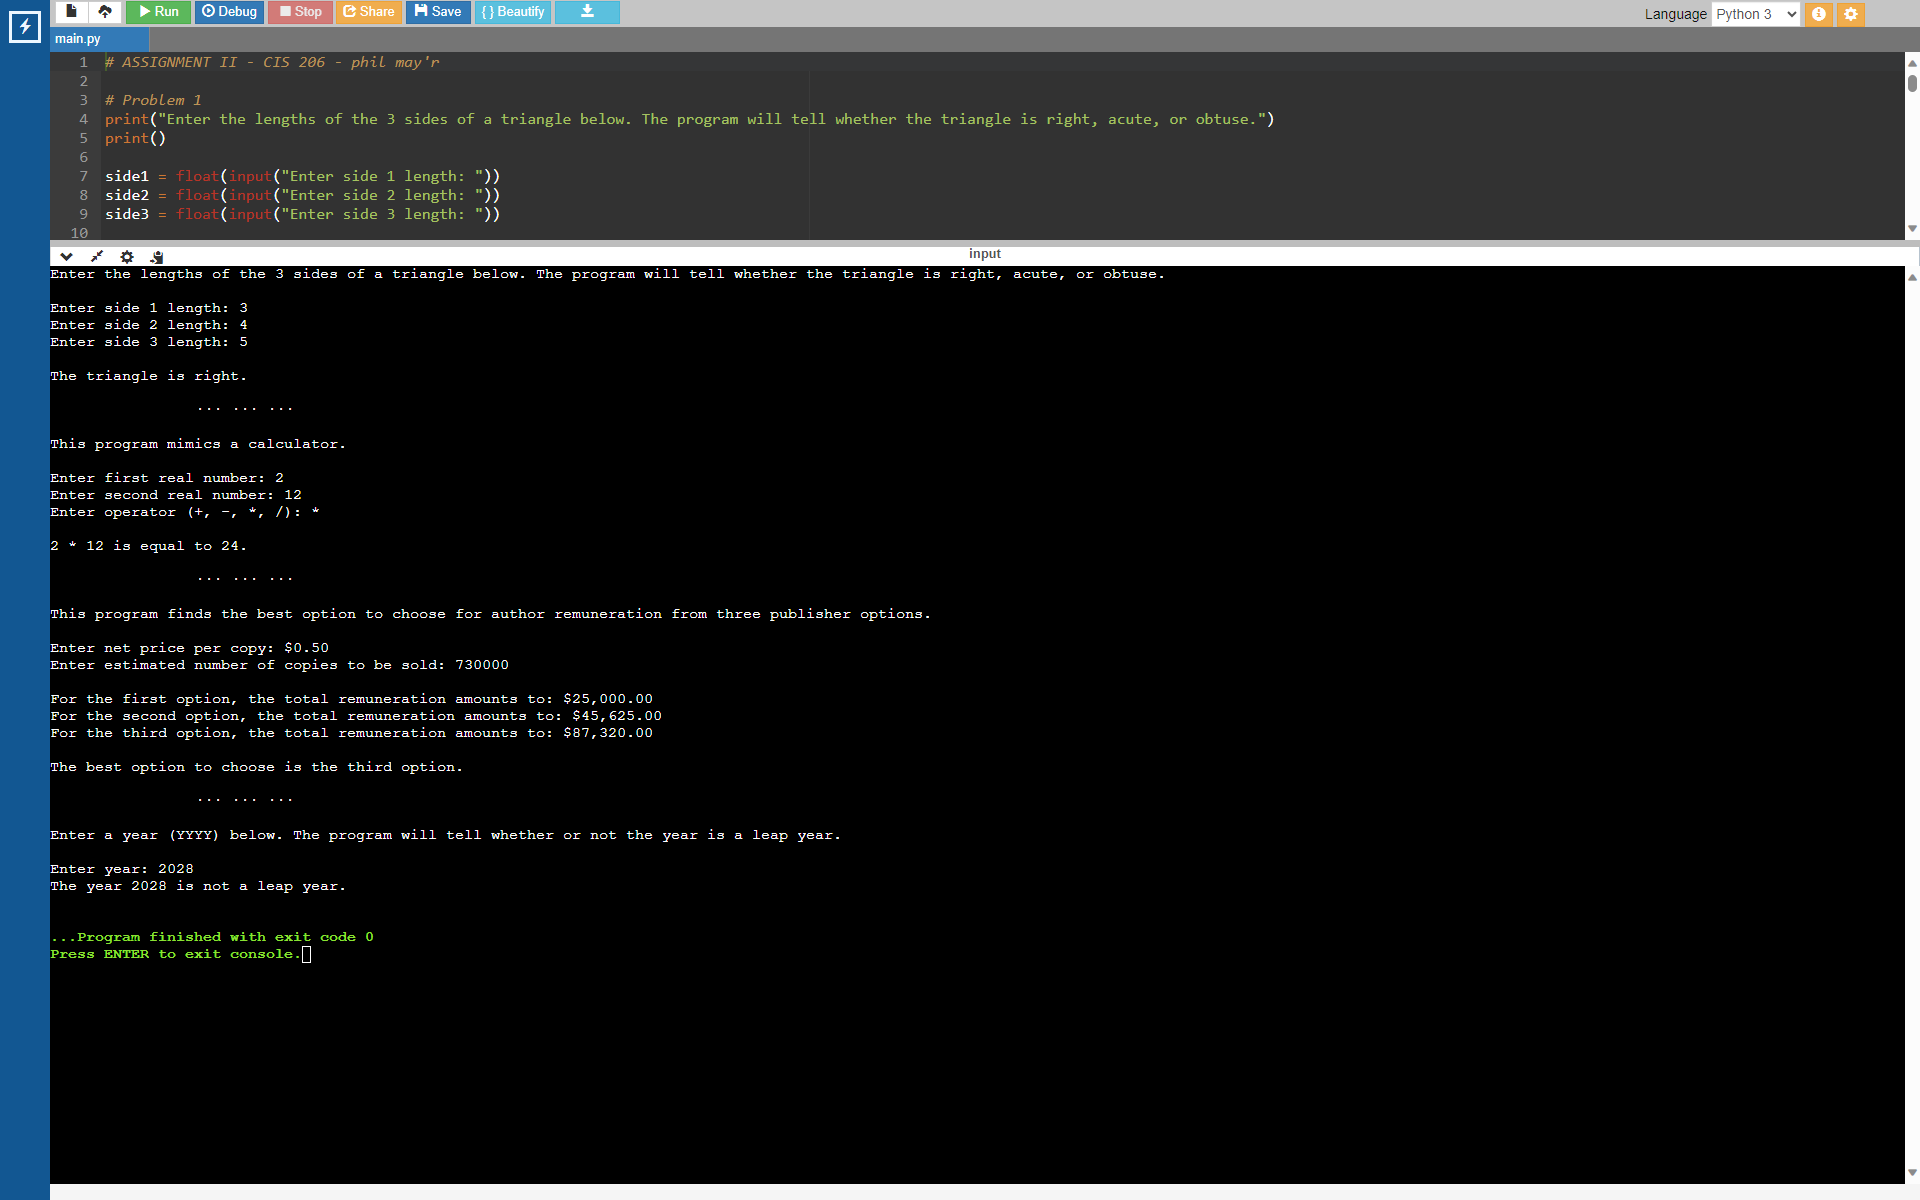 Run Debug Stop Share Save { } Beautify Language Python 3
main.py
1 # ASSIGNMENT II - CIS 206 - phil may'r
2
3 # Problem 1
4 print("Enter the lengths of the 3 sides of a triangle below. The program will tell whether the triangle is right, acute, or obtuse.")
5 print()
6
7 side1 = float(input("Enter side 1 length: "))
8 side2 = float(input("Enter side 2 length: "))
9 side3 = float(input("Enter side 3 length: "))
10
input
Enter the lengths of the 3 sides of a triangle below. The program will tell whether the triangle is right, acute, or obtuse.
Enter side 1 length: 3
Enter side 2 length: 4
Enter side 3 length: 5
The triangle is right.
... ... ...
This program mimics a calculator.
Enter first real number: 2
Enter second real number: 12
Enter operator (+, -, *, /): *
2 * 12 is equal to 24.
... ... ...
This program finds the best option to choose for author remuneration from three publisher options.
Enter net price per copy: $0.50
Enter estimated number of copies to be sold: 730000
For the first option, the total remuneration amounts to: $25,000.00
For the second option, the total remuneration amounts to: $45,625.00
For the third option, the total remuneration amounts to: $87,320.00
The best option to choose is the third option.
... ... ...
Enter a year (YYYY) below. The program will tell whether or not the year is a leap year.
Enter year: 2028
The year 2028 is not a leap year.
...Program finished with exit code 0
Press ENTER to exit console.